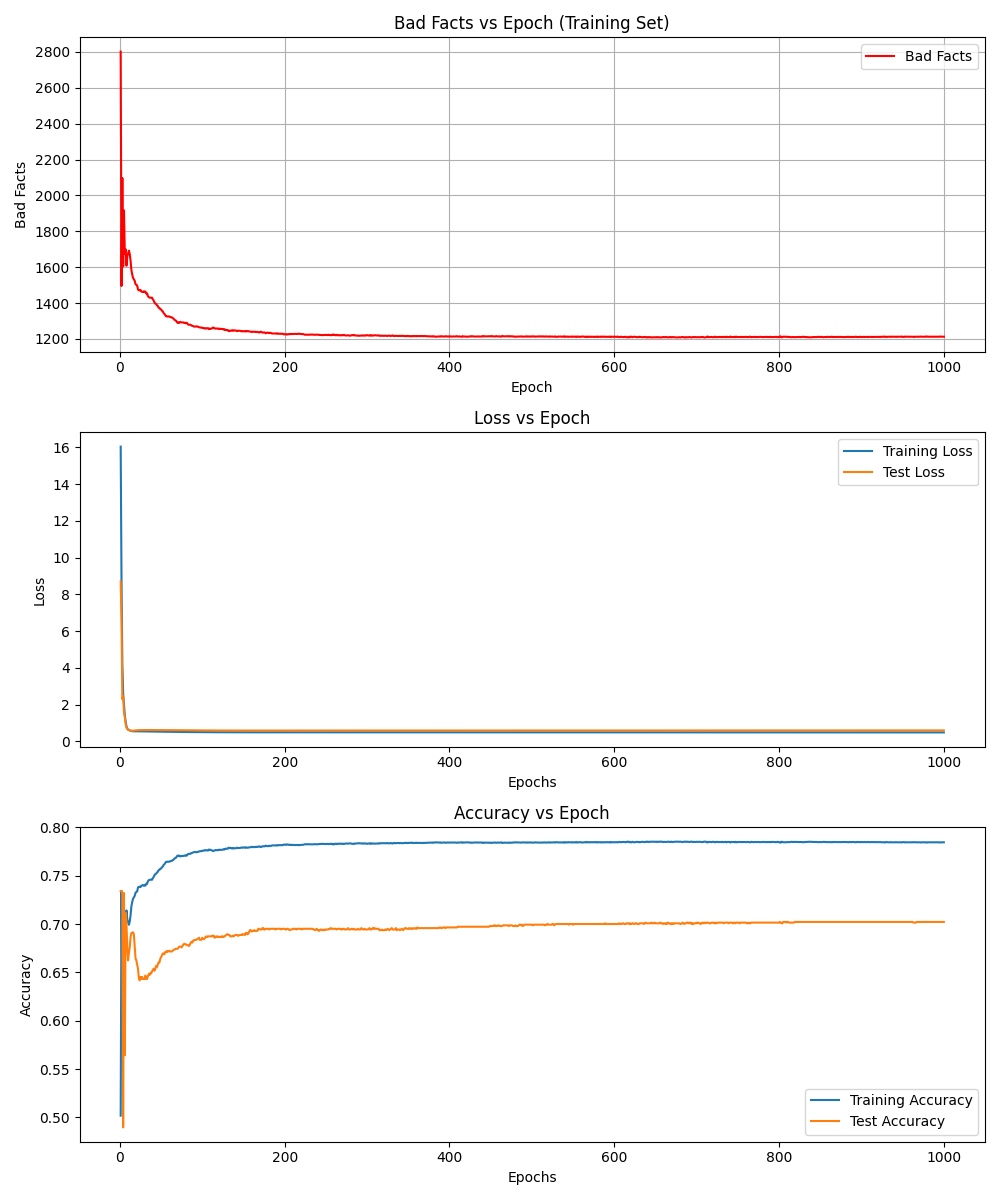 Bad Facts vs Epoch (Training Set)
2800
2600
2400
2200
2000
1800
1600
1400
1200
Bad Facts
Bad Facts
0 200 400 600 800 1000
Epoch
Loss vs Epoch
16
14
12
10
8
6
4
2
0
Loss
Training Loss
Test Loss
0 200 400 600 800 1000
Epochs
Accuracy vs Epoch
0.80
0.75
0.70
0.65
0.60
0.55
0.50
Accuracy
Training Accuracy
Test Accuracy
0 200 400 600 800 1000
Epochs